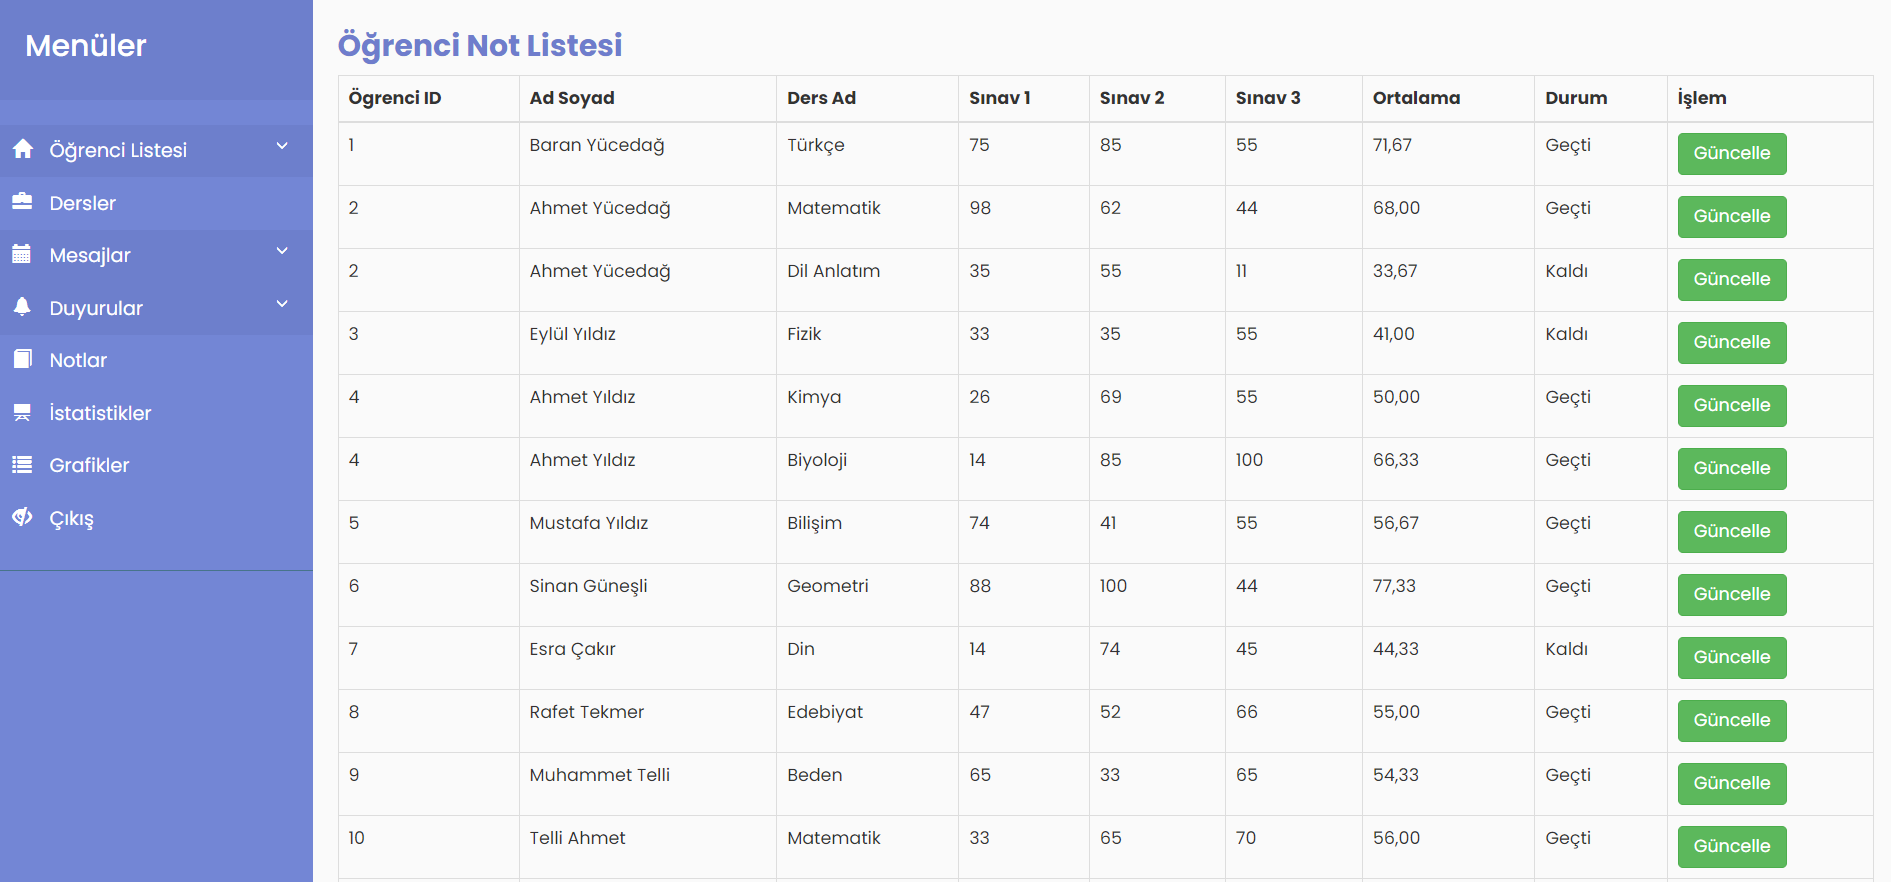 Menüler
Öğrenci Listesi
Dersler
Mesajlar
Duyurular
Notlar
İstatistikler
Grafikler
Çıkış
Öğrenci Not Listesi
Ögrenci ID Ad Soyad Ders Ad Sınav 1 Sınav 2 Sınav 3 Ortalama Durum İşlem
1 Baran Yücedağ Türkçe 75 85 55 71,67 Geçti Güncelle
2 Ahmet Yücedağ Matematik 98 62 44 68,00 Geçti Güncelle
2 Ahmet Yücedağ Dil Anlatım 35 55 11 33,67 Kaldı Güncelle
3 Eylül Yıldız Fizik 33 35 55 41,00 Kaldı Güncelle
4 Ahmet Yıldız Kimya 26 69 55 50,00 Geçti Güncelle
4 Ahmet Yıldız Biyoloji 14 85 100 66,33 Geçti Güncelle
5 Mustafa Yıldız Bilişim 74 41 55 56,67 Geçti Güncelle
6 Sinan Güneşli Geometri 88 100 44 77,33 Geçti Güncelle
7 Esra Çakır Din 14 74 45 44,33 Kaldı Güncelle
8 Rafet Tekmer Edebiyat 47 52 66 55,00 Geçti Güncelle
9 Muhammet Telli Beden 65 33 65 54,33 Geçti Güncelle
10 Telli Ahmet Matematik 33 65 70 56,00 Geçti Güncelle